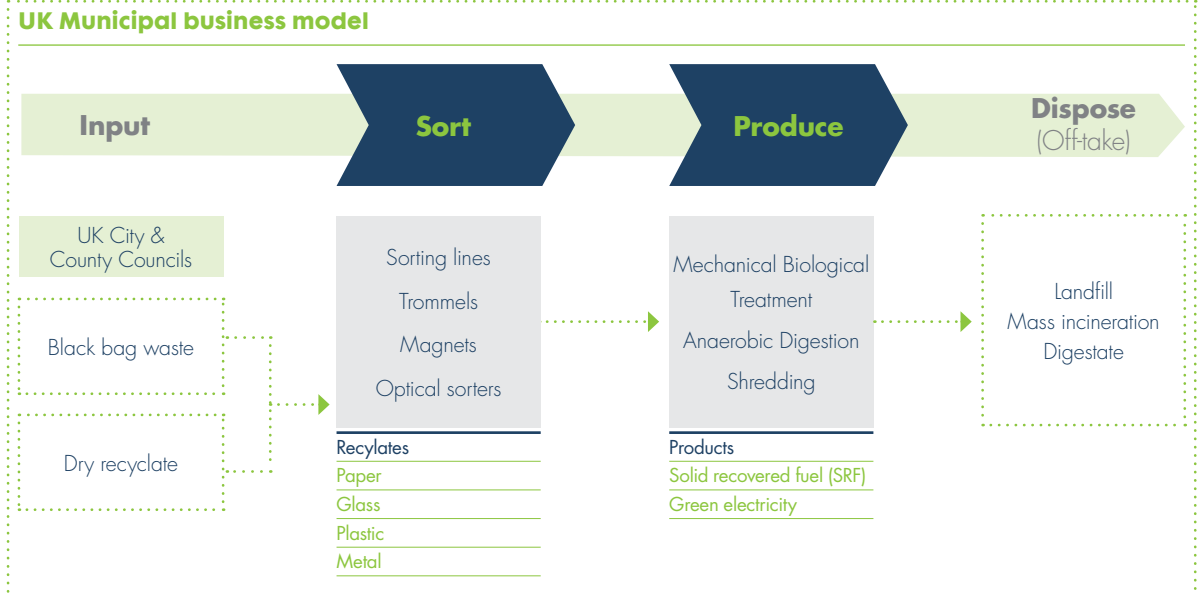 UK Municipal business model
Input
Sort
Produce
Dispose
(Off-take)
UK City &
County Councils
Black bag waste
Dry recyclate
Sorting lines
Trommels
Magnets
Optical sorters
Recylates
Paper
Glass
Plastic
Metal
Mechanical Biological
Treatment
Anaerobic Digestion
Shredding
Products
Solid recovered fuel (SRF)
Green electricity
Landfill
Mass incineration
Digestate